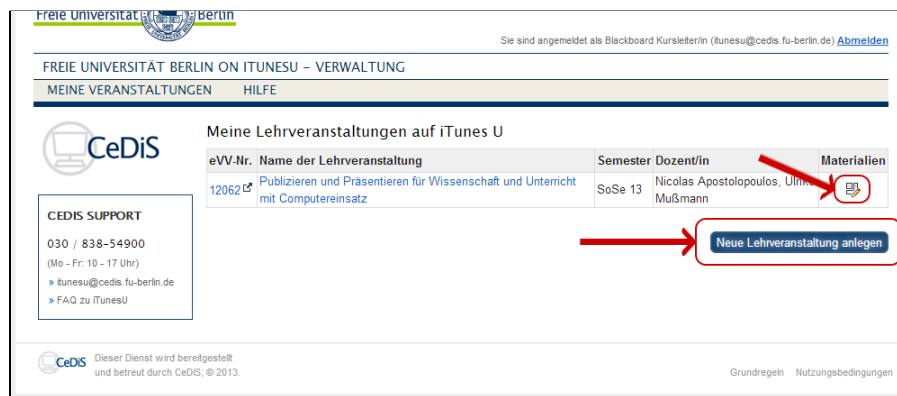 Freie Universität Berlin
Sie sind angemeldet als Blackboard Kursleiter/in (itunesu@cedis.fu-berlin.de) Abmelden
FREIE UNIVERSITÄT BERLIN ON ITUNESU – VERWALTUNG
MEINE VERANSTALTUNGEN HILFE
CeDiS
Meine Lehrveranstaltungen auf iTunes U
eVV-Nr. Name der Lehrveranstaltung Semester Dozent/in Materialien
12062 Publizieren und Präsentieren für Wissenschaft und Unterricht mit Computereinsatz SoSe 13 Nicolas Apostolopoulos, Ulrike Mußmann
Neue Lehrveranstaltung anlegen
CEDIS SUPPORT
030 / 838-54900
(Mo - Fr: 10 - 17 Uhr)
» itunesu@cedis.fu-berlin.de
» FAQ zu iTunesU
CeDiS Dieser Dienst wird bereitgestellt
und betreut durch CeDiS; © 2013.
Grundregeln Nutzungsbedingungen